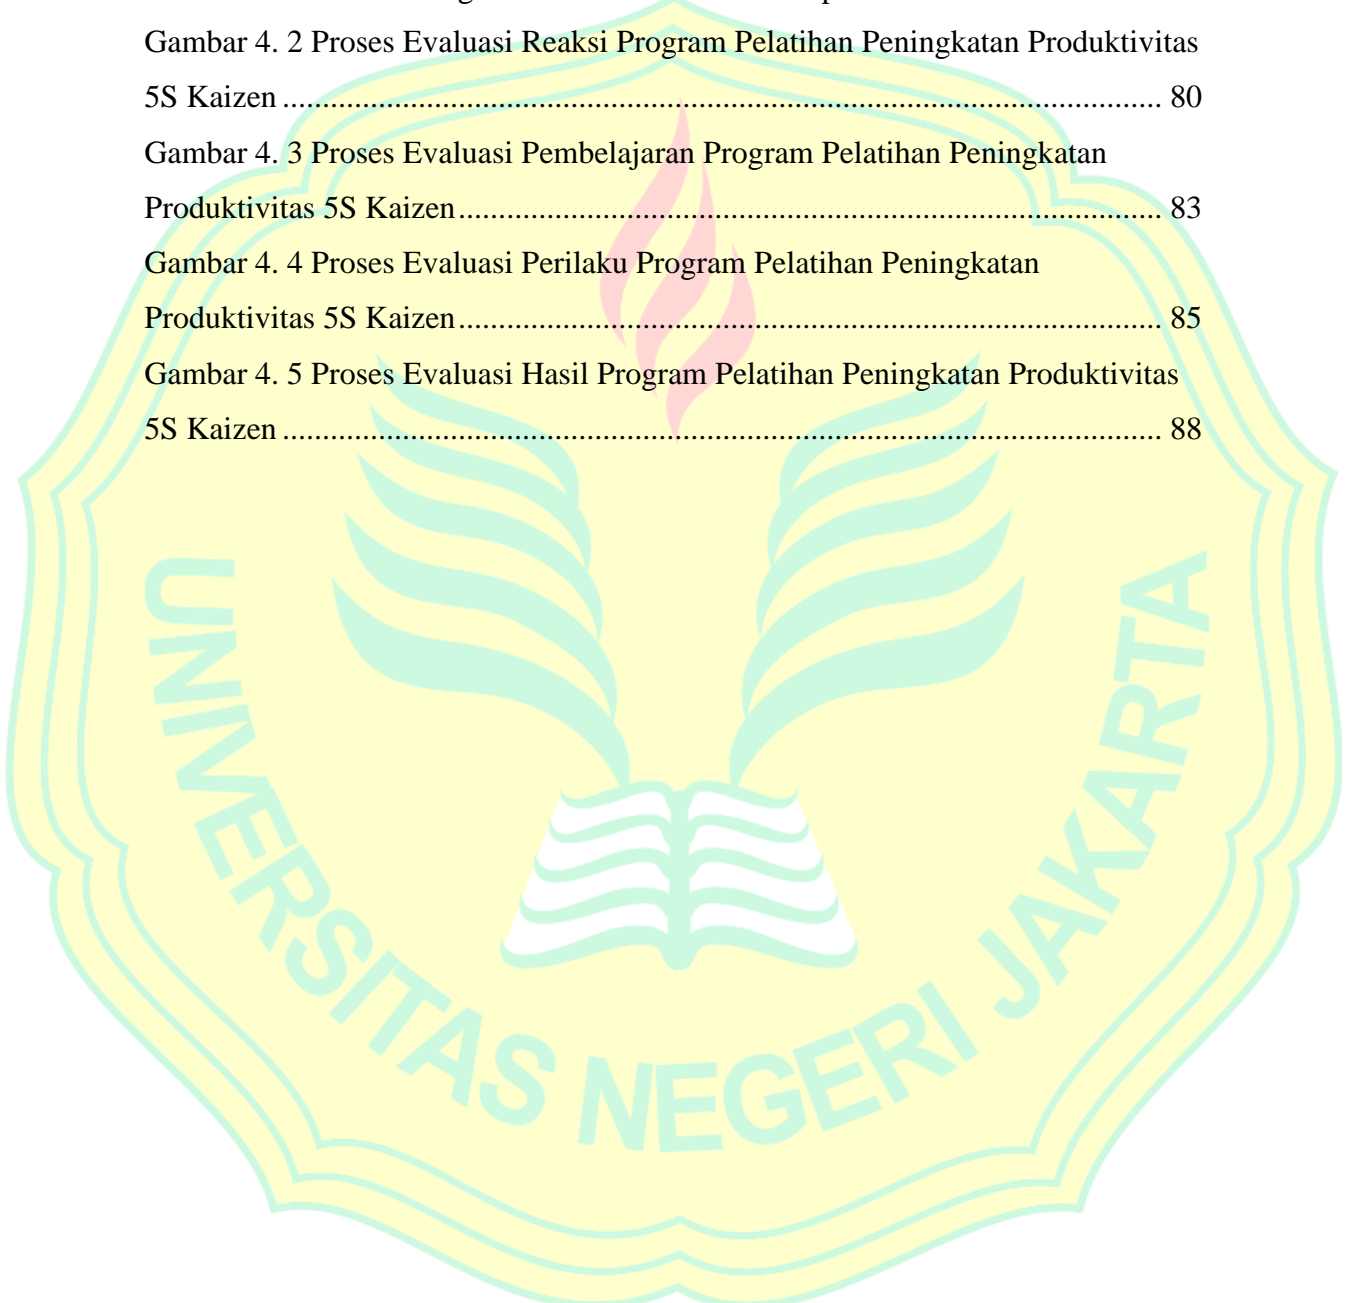 Gambar 4. 2 Proses Evaluasi Reaksi Program Pelatihan Peningkatan Produktivitas
5S Kaizen ............................................................................................................... 80
Gambar 4. 3 Proses Evaluasi Pembelajaran Program Pelatihan Peningkatan
Produktivitas 5S Kaizen ......................................................................................... 83
Gambar 4. 4 Proses Evaluasi Perilaku Program Pelatihan Peningkatan
Produktivitas 5S Kaizen ......................................................................................... 85
Gambar 4. 5 Proses Evaluasi Hasil Program Pelatihan Peningkatan Produktivitas
5S Kaizen ............................................................................................................... 88
UNIVERSITAS NEGERI JAKARTA